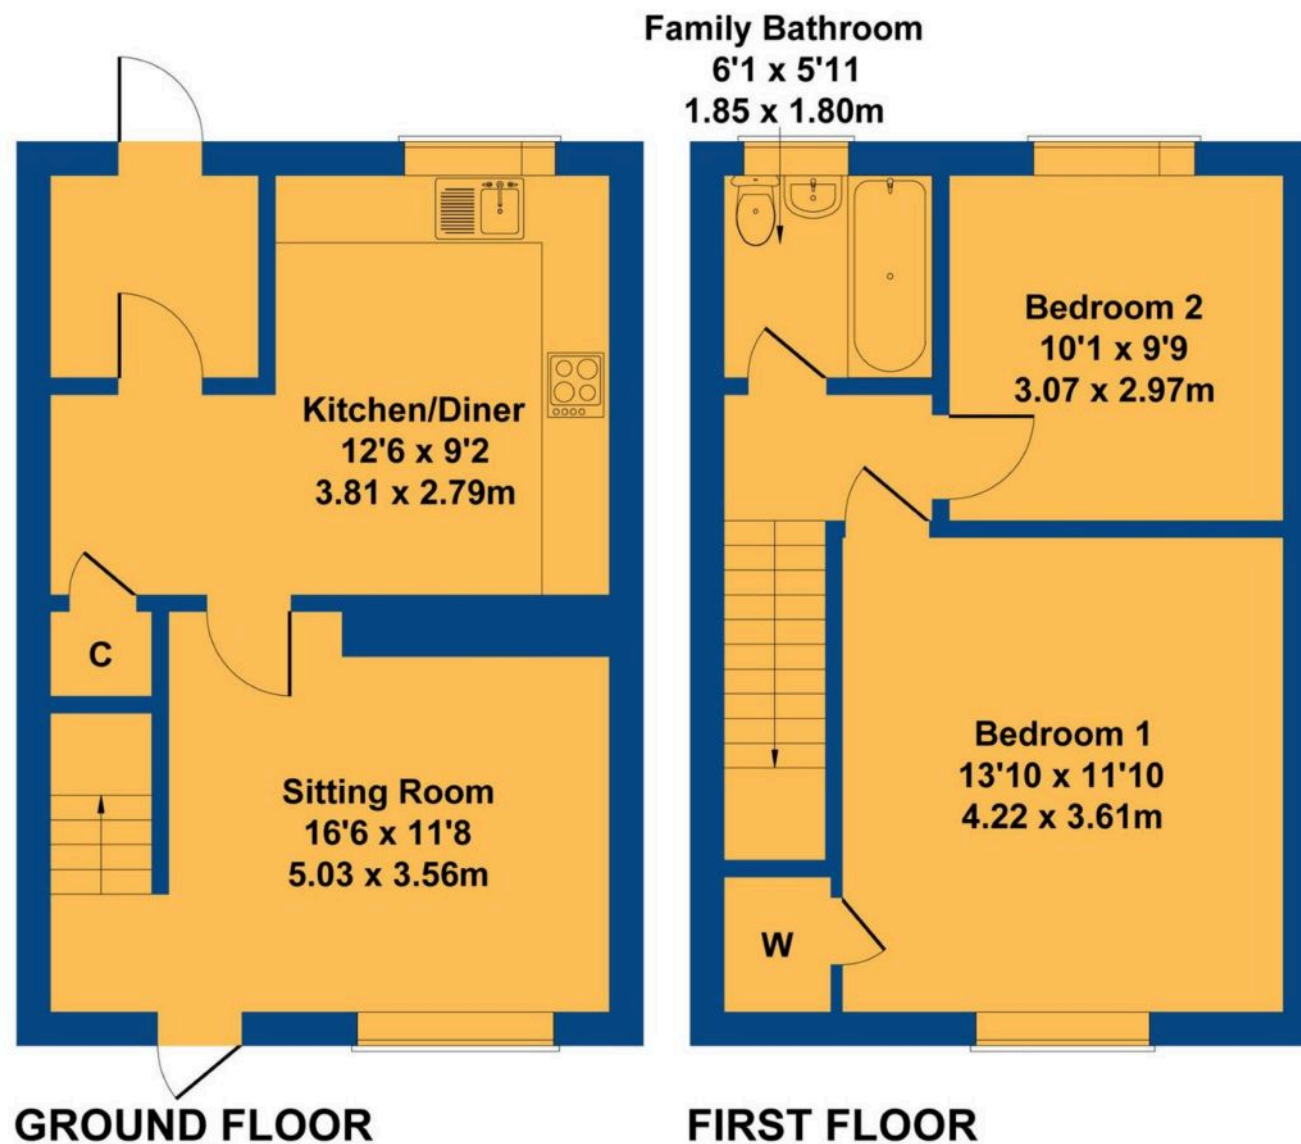 Family Bathroom
6'1 x 5'11
1.85 x 1.80m
Kitchen/Diner
12'6 x 9'2
3.81 x 2.79m
C
Sitting Room
16'6 x 11'8
5.03 x 3.56m
Bedroom 2
10'1 x 9'9
3.07 x 2.97m
Bedroom 1
13'10 x 11'10
4.22 x 3.61m
W
GROUND FLOOR
FIRST FLOOR